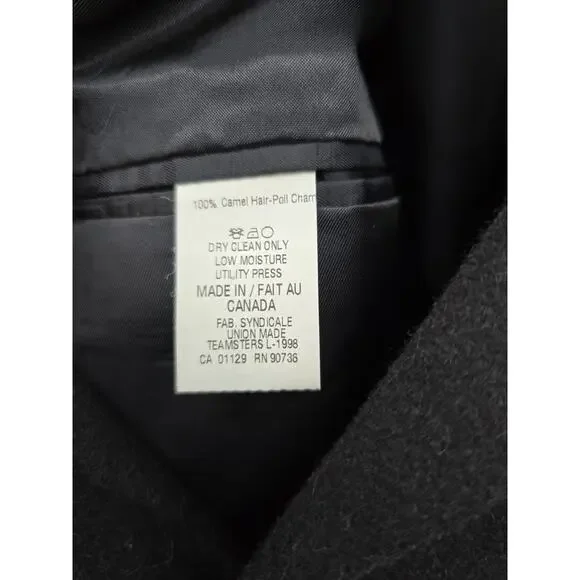 100% Camel Hair-Poil Cham
DRY CLEAN ONLY
LOW MOISTURE
UTILITY PRESS
MADE IN / FAIT AU
CANADA
FAB. SYNDICALE
UNION MADE
TEAMSTERS L-1998
CA 01129 RN 90736